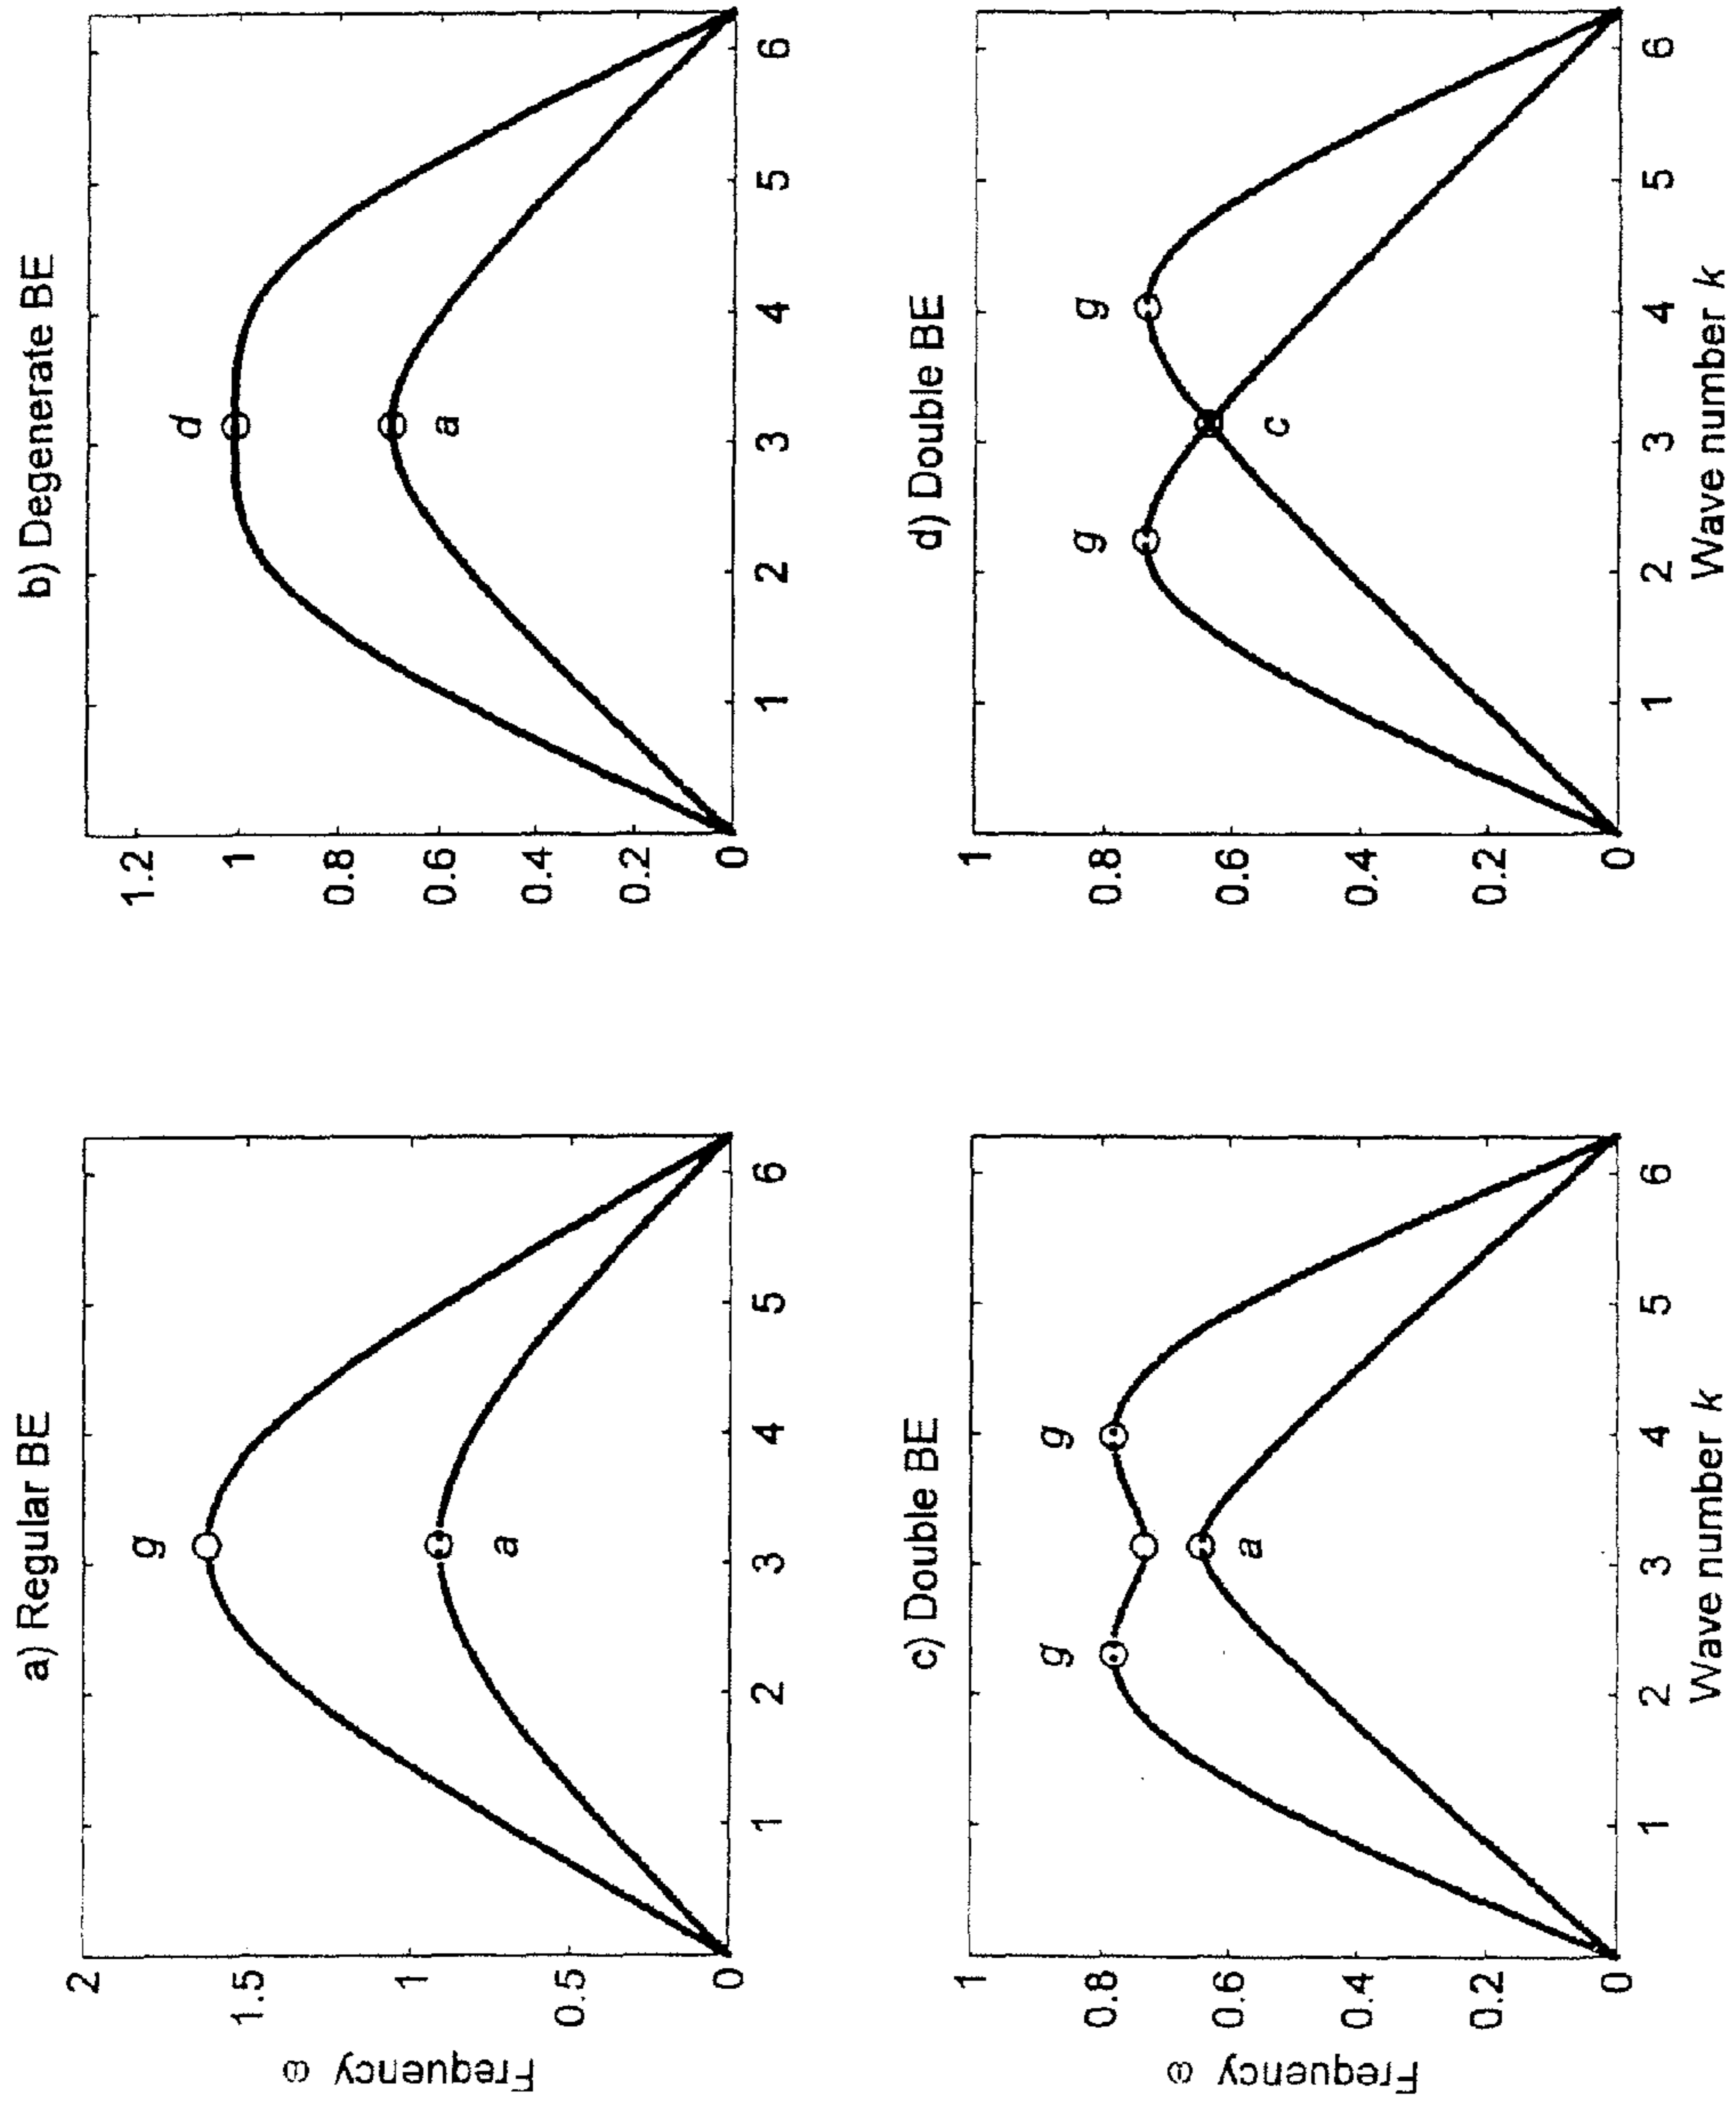 a) Regular BE
g
a
2
1.5
1
0.5
0
1 2 3 4 5 6
Frequency ω
b) Degenerate BE
d
a
1.2
1
0.8
0.6
0.4
0.2
0
1 2 3 4 5 6
c) Double BE
g g
a
1
0.8
0.6
0.4
0.2
0
1 2 3 4 5 6
Frequency ω
Wave number k
d) Double BE
g g
c
1
0.8
0.6
0.4
0.2
0
1 2 3 4 5 6
Wave number k